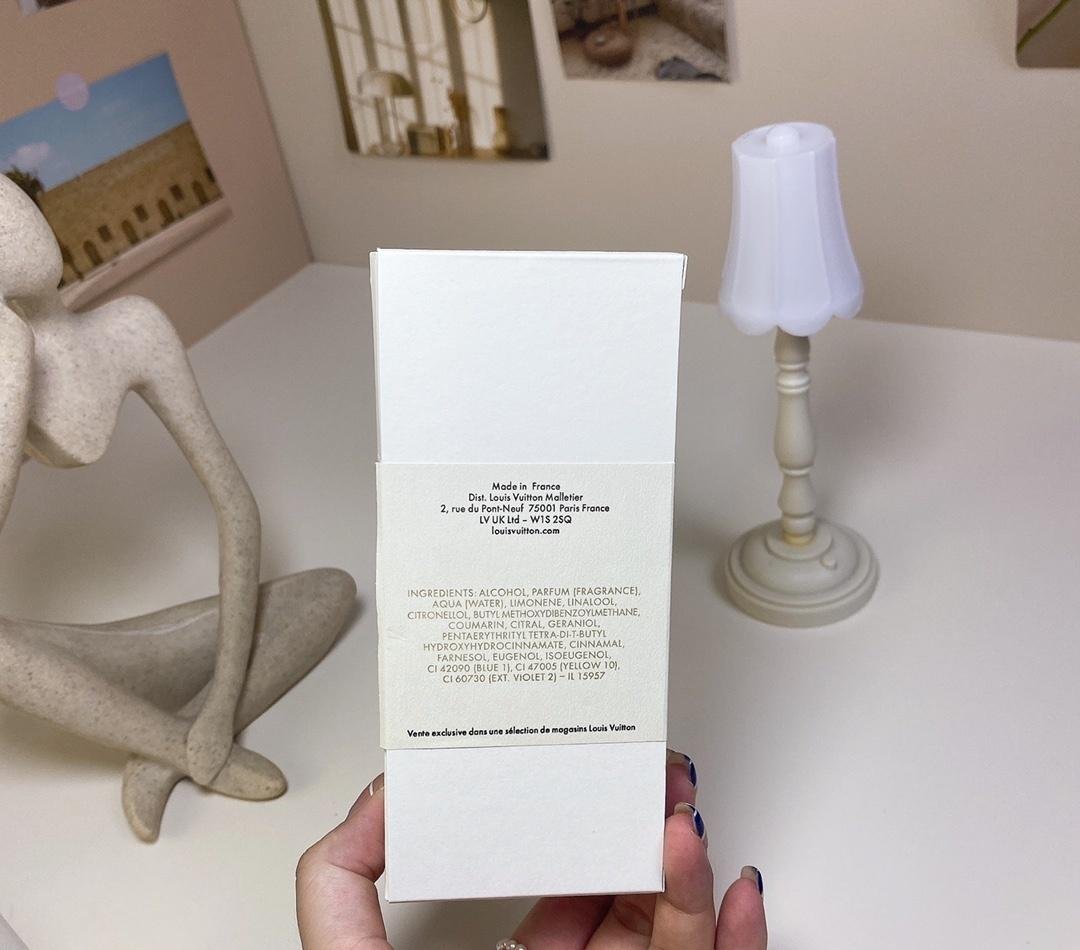 Made in France
Dist. Louis Vuitton Malletier
2, rue du Pont-Neuf 75001 Paris France
LV UK Ltd – W1S 2SQ
louisvuitton.com
INGREDIENTS: ALCOHOL, PARFUM (FRAGRANCE),
AQUA (WATER), LIMONENE, LINALOOL,
CITRONELLOL, BUTYL METHOXYDIBENZOYLMETHANE,
COUMARIN, CITRAL, GERANIOL,
PENTAERYTHRITYL TETRA-DI-T-BUTYL
HYDROXYHYDROCINNAMATE, CINNAMAL,
FARNESOL, EUGENOL, ISOEUGENOL,
CI 42090 (BLUE 1), CI 47005 (YELLOW 10),
CI 60730 (EXT. VIOLET 2) – IL 15957
Vente exclusive dans une sélection de magasins Louis Vuitton